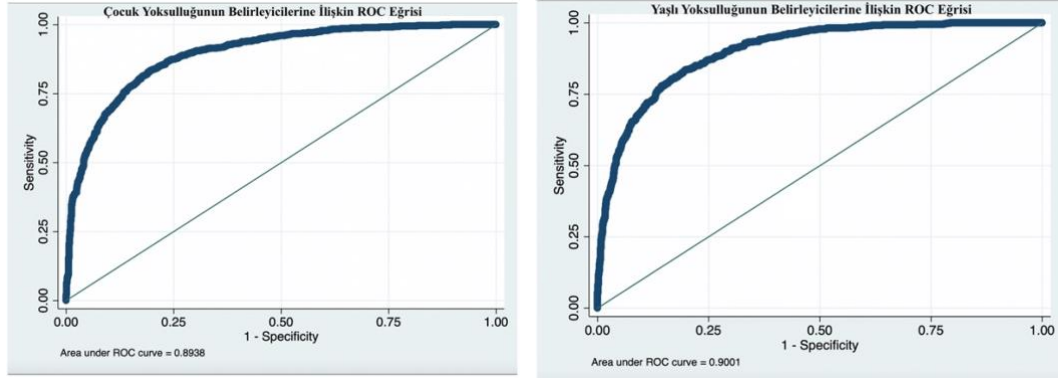 Çocuk Yoksulluğunun Belirleyicilerine İlişkin ROC Eğrisi
1.00
0.75
0.50
0.25
0.00
Sensitivity
0.00 0.25 0.50 0.75 1.00
1 - Specificity
Area under ROC curve = 0.8938
Yaşlı Yoksulluğunun Belirleyicilerine İlişkin ROC Eğrisi
1.00
0.75
0.50
0.25
0.00
Sensitivity
0.00 0.25 0.50 0.75 1.00
1 - Specificity
Area under ROC curve = 0.9001